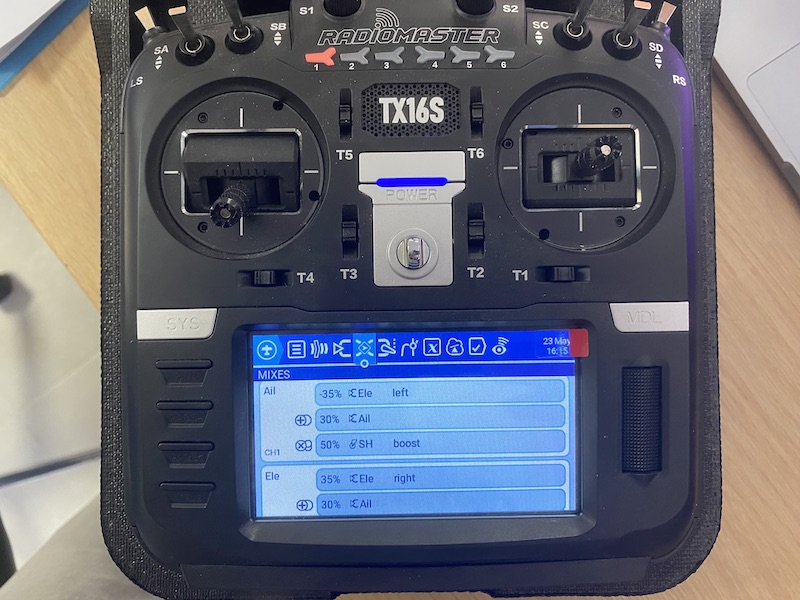 S1
S2
SB
SC
SA
SD
LS
RS
RADIOMASTER
1 2 3 4 5 6
TX16S
T5
T6
POWER
T4
T3
T2
T1
SYS
MDL
23 May
16:15
MIXES
Ail
-35% Ele left
30% Ail
CH1
50% SH boost
Ele
35% Ele right
30% Ail